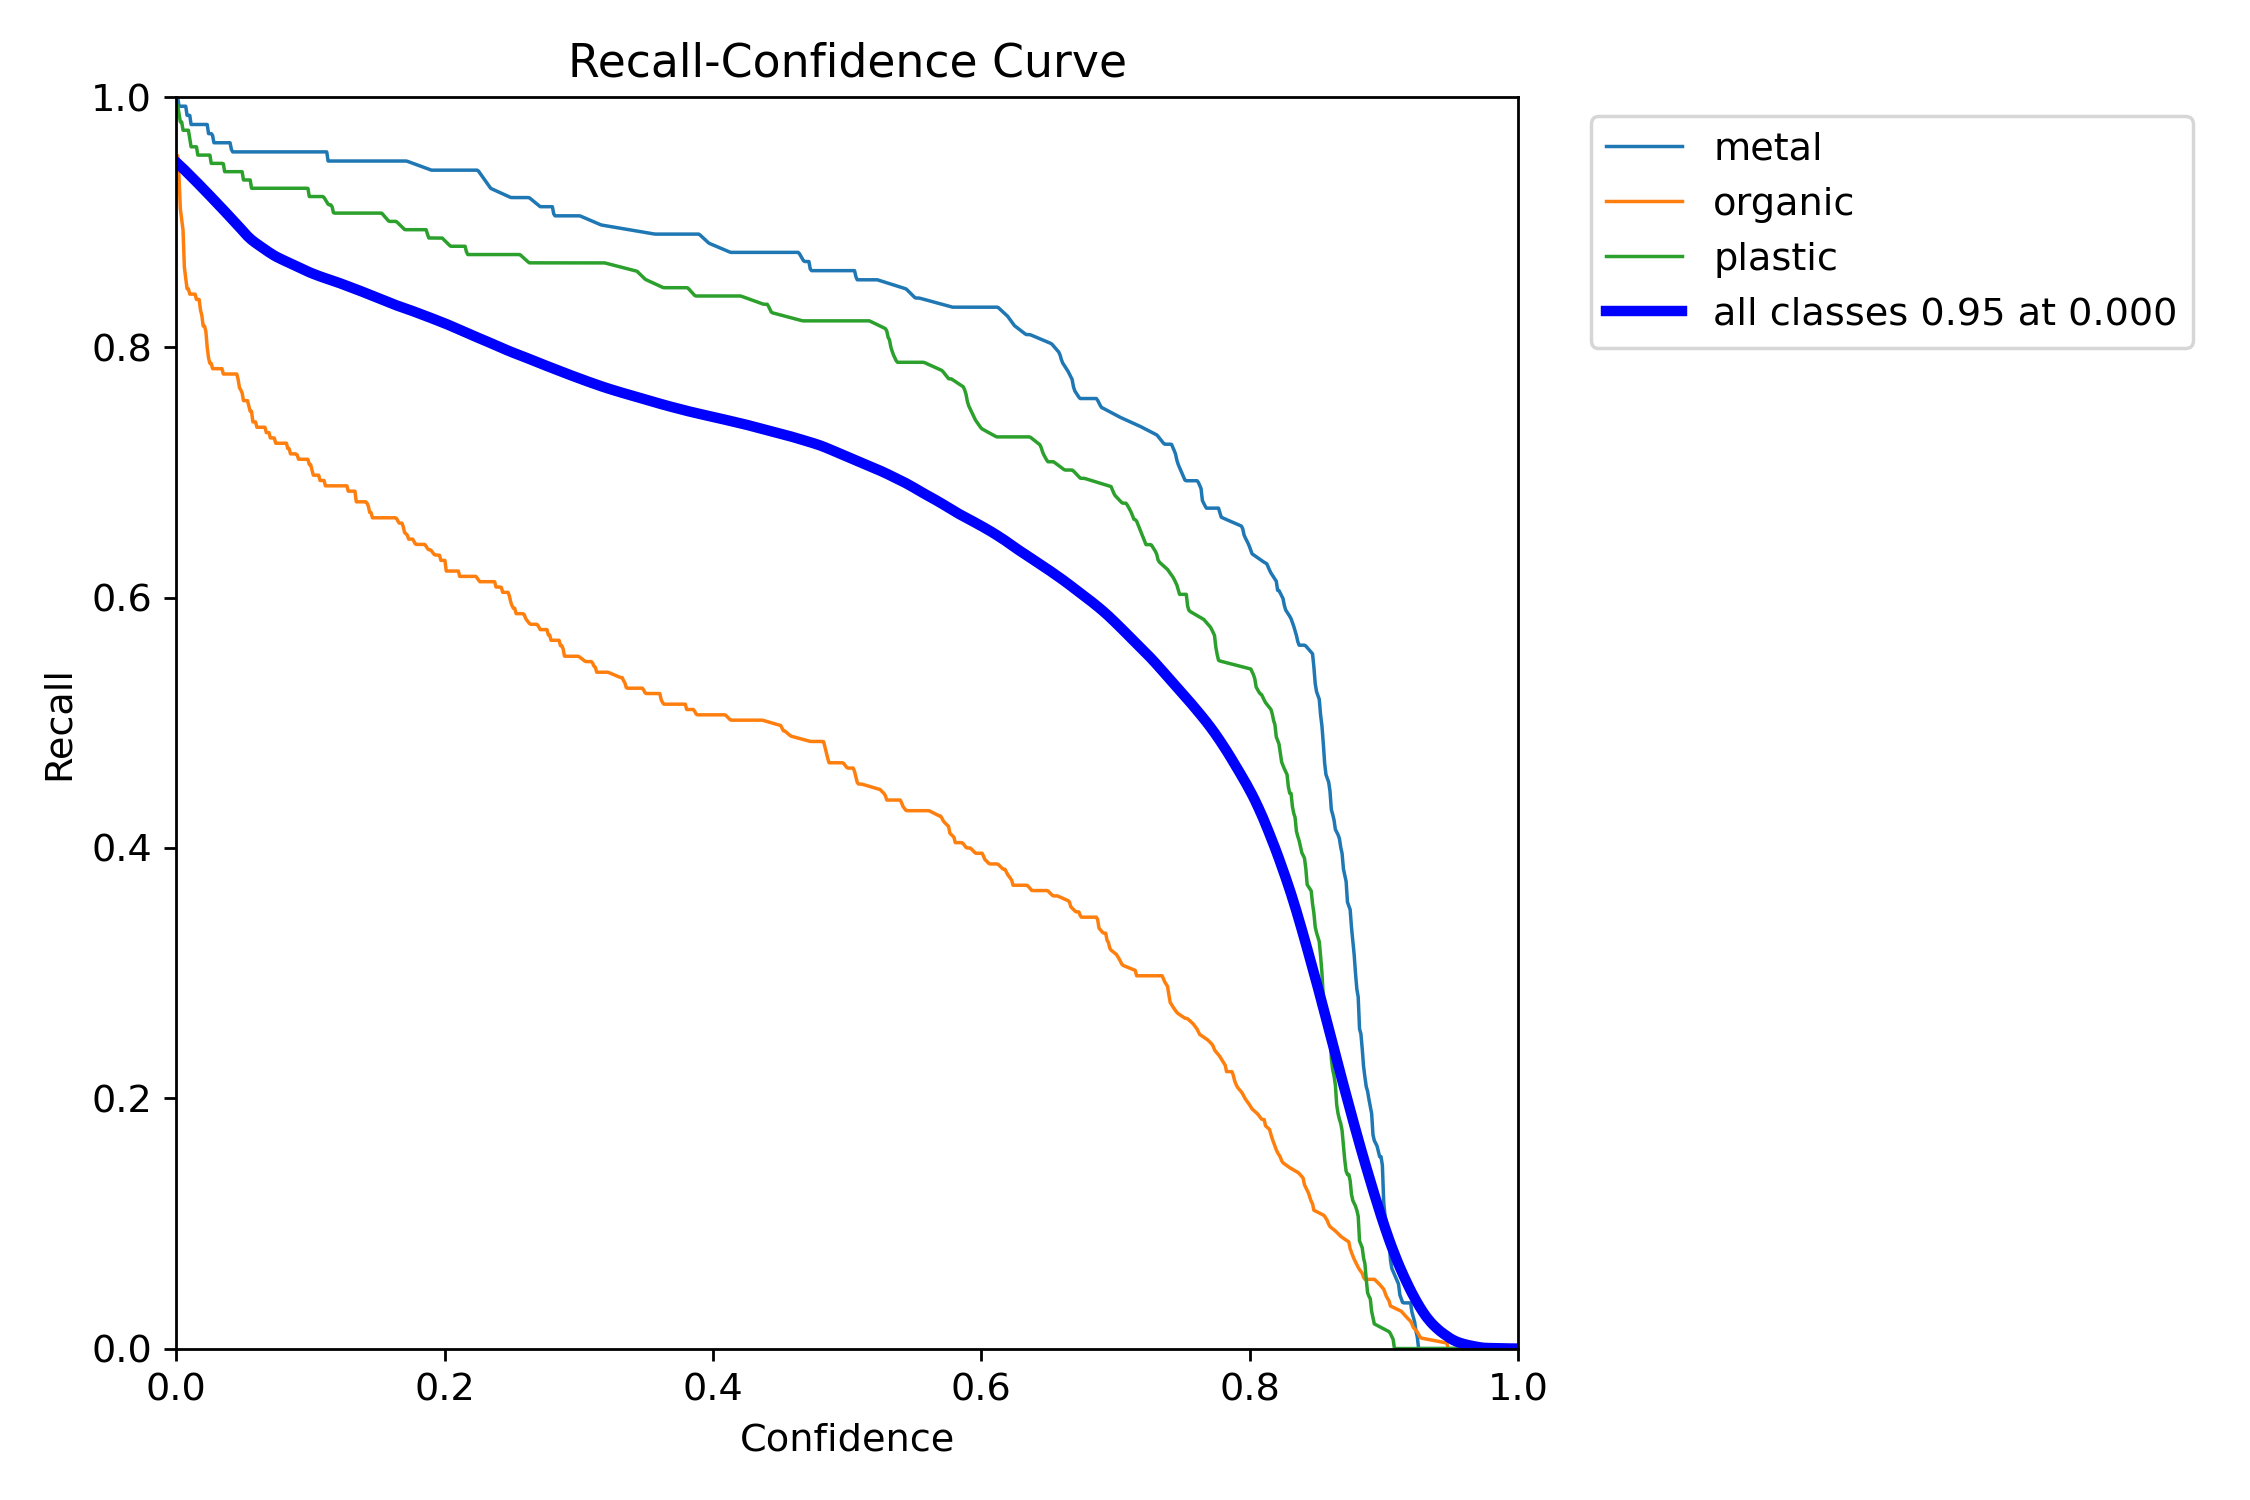 Recall-Confidence Curve
1.0
0.8
0.6
0.4
0.2
0.0
Recall
0.0 0.2 0.4 0.6 0.8 1.0
Confidence
metal
organic
plastic
all classes 0.95 at 0.000